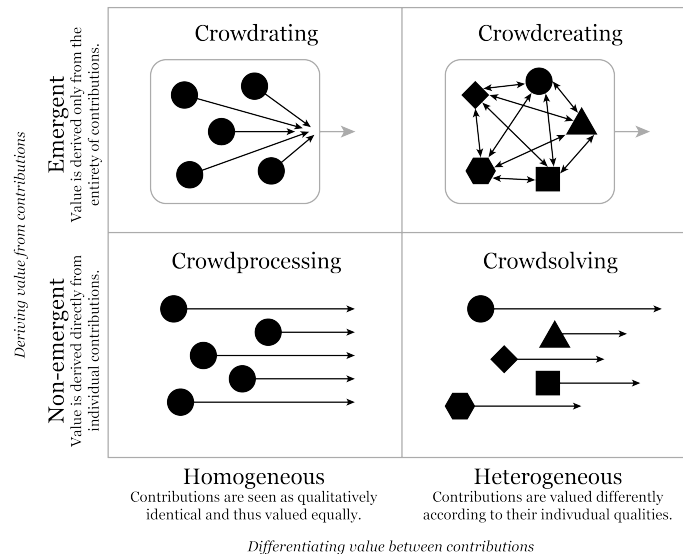 Crowdrating
Crowdcreating
Emergent
Value is derived only from the
entirety of contributions.
Deriving value from contributions
Crowdprocessing
Crowdsolving
Non-emergent
Value is derived directly from
individual contributions.
Homogeneous
Contributions are seen as qualitatively
identical and thus valued equally.
Heterogeneous
Contributions are valued differently
according to their indivudual qualities.
Differentiating value between contributions